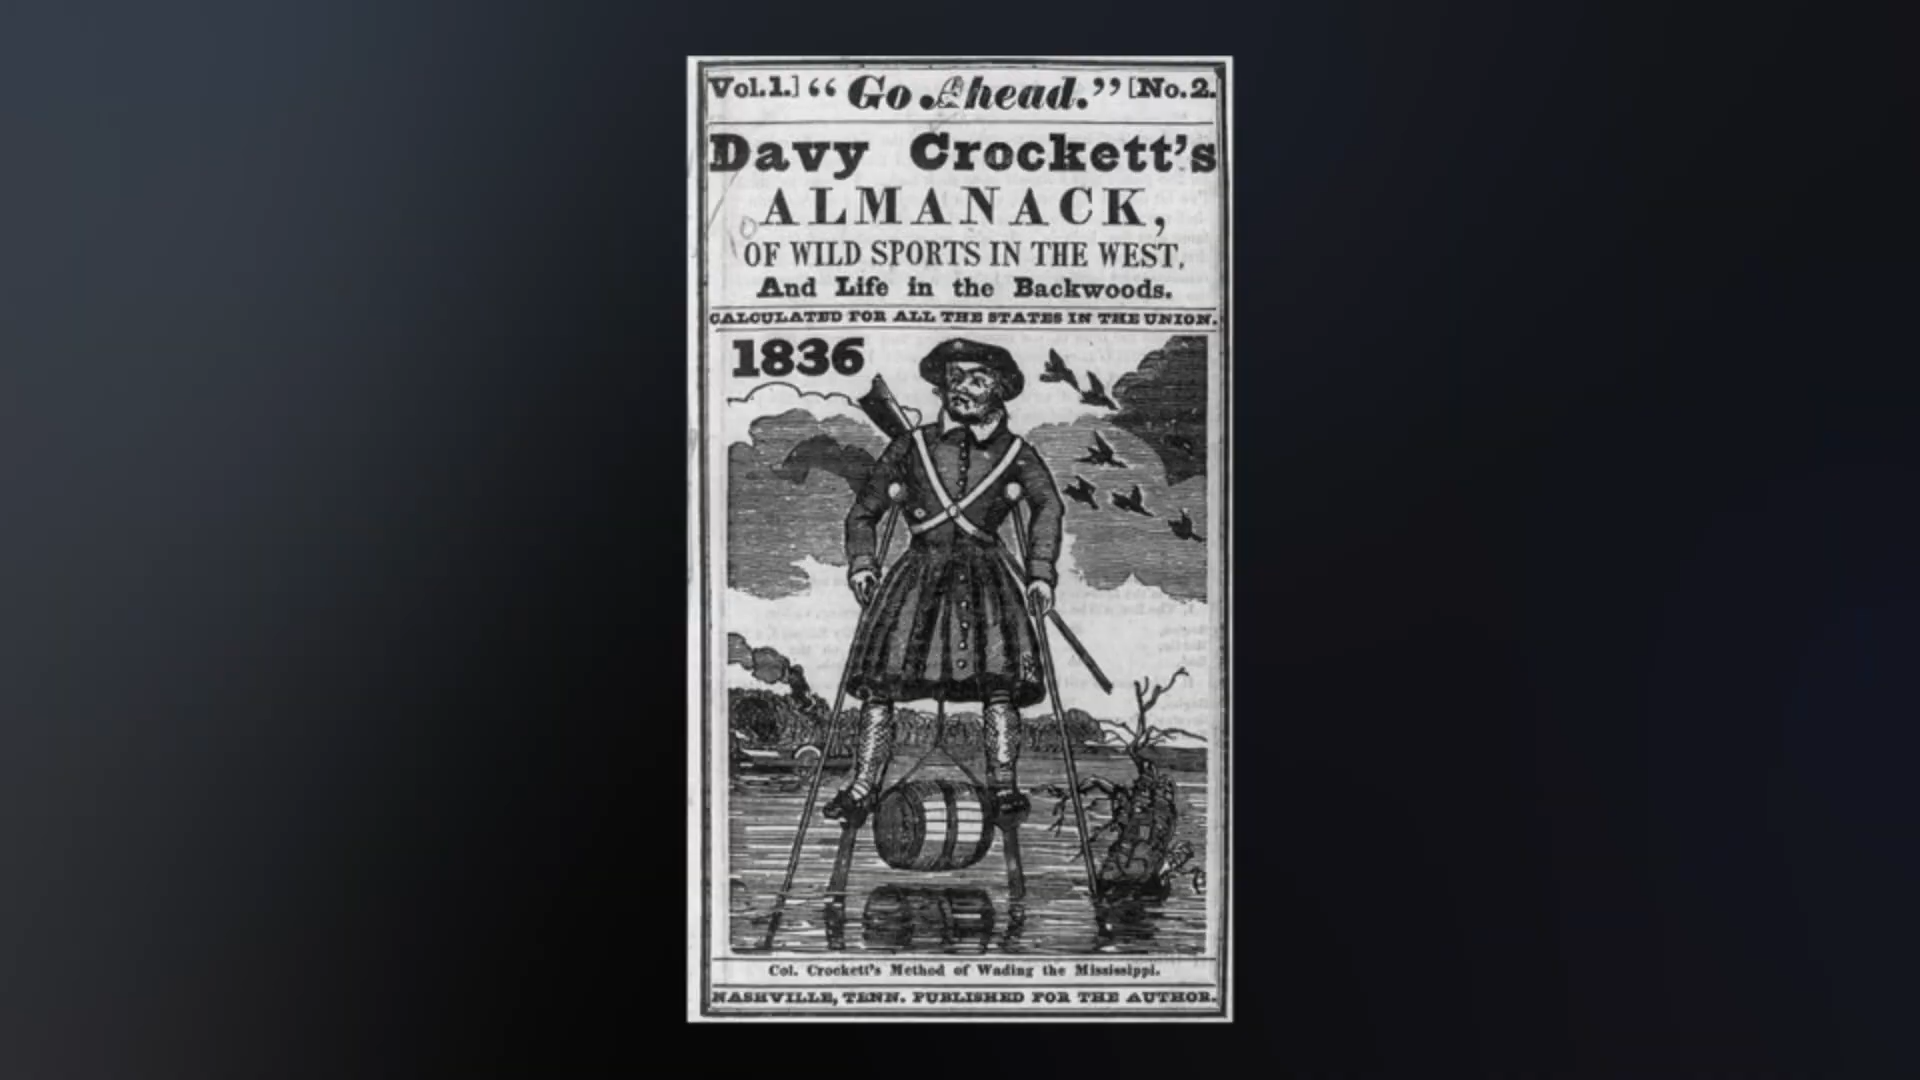 Vol. 1.] “Go Ahead.” [No. 2.
Davy Crockett's
ALMANACK,
OF WILD SPORTS IN THE WEST,
And Life in the Backwoods.
CALCULATED FOR ALL THE STATES IN THE UNION.
1836
Col. Crockett's Method of Wading the Mississippi.
NASHVILLE, TENN. PUBLISHED FOR THE AUTHOR.